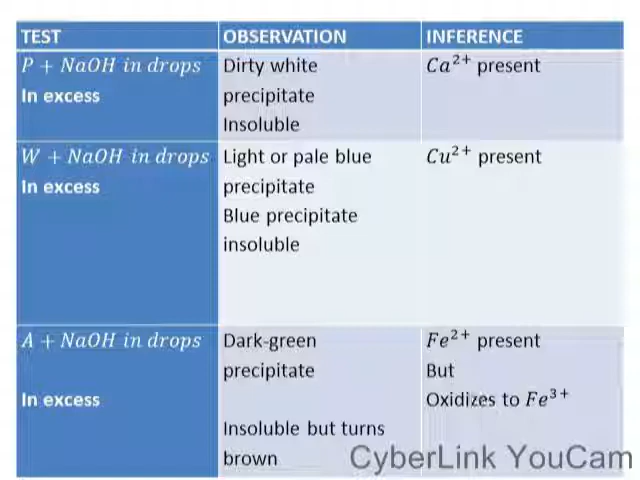 TEST OBSERVATION INFERENCE
P + NaOH in drops
In excess
Dirty white
precipitate
Insoluble
Ca²⁺ present
W + NaOH in drops
In excess
Light or pale blue
precipitate
Blue precipitate
insoluble
Cu²⁺ present
A + NaOH in drops
In excess
Dark-green
precipitate
Insoluble but turns
brown
Fe²⁺ present
But
Oxidizes to Fe³⁺
CyberLink YouCam